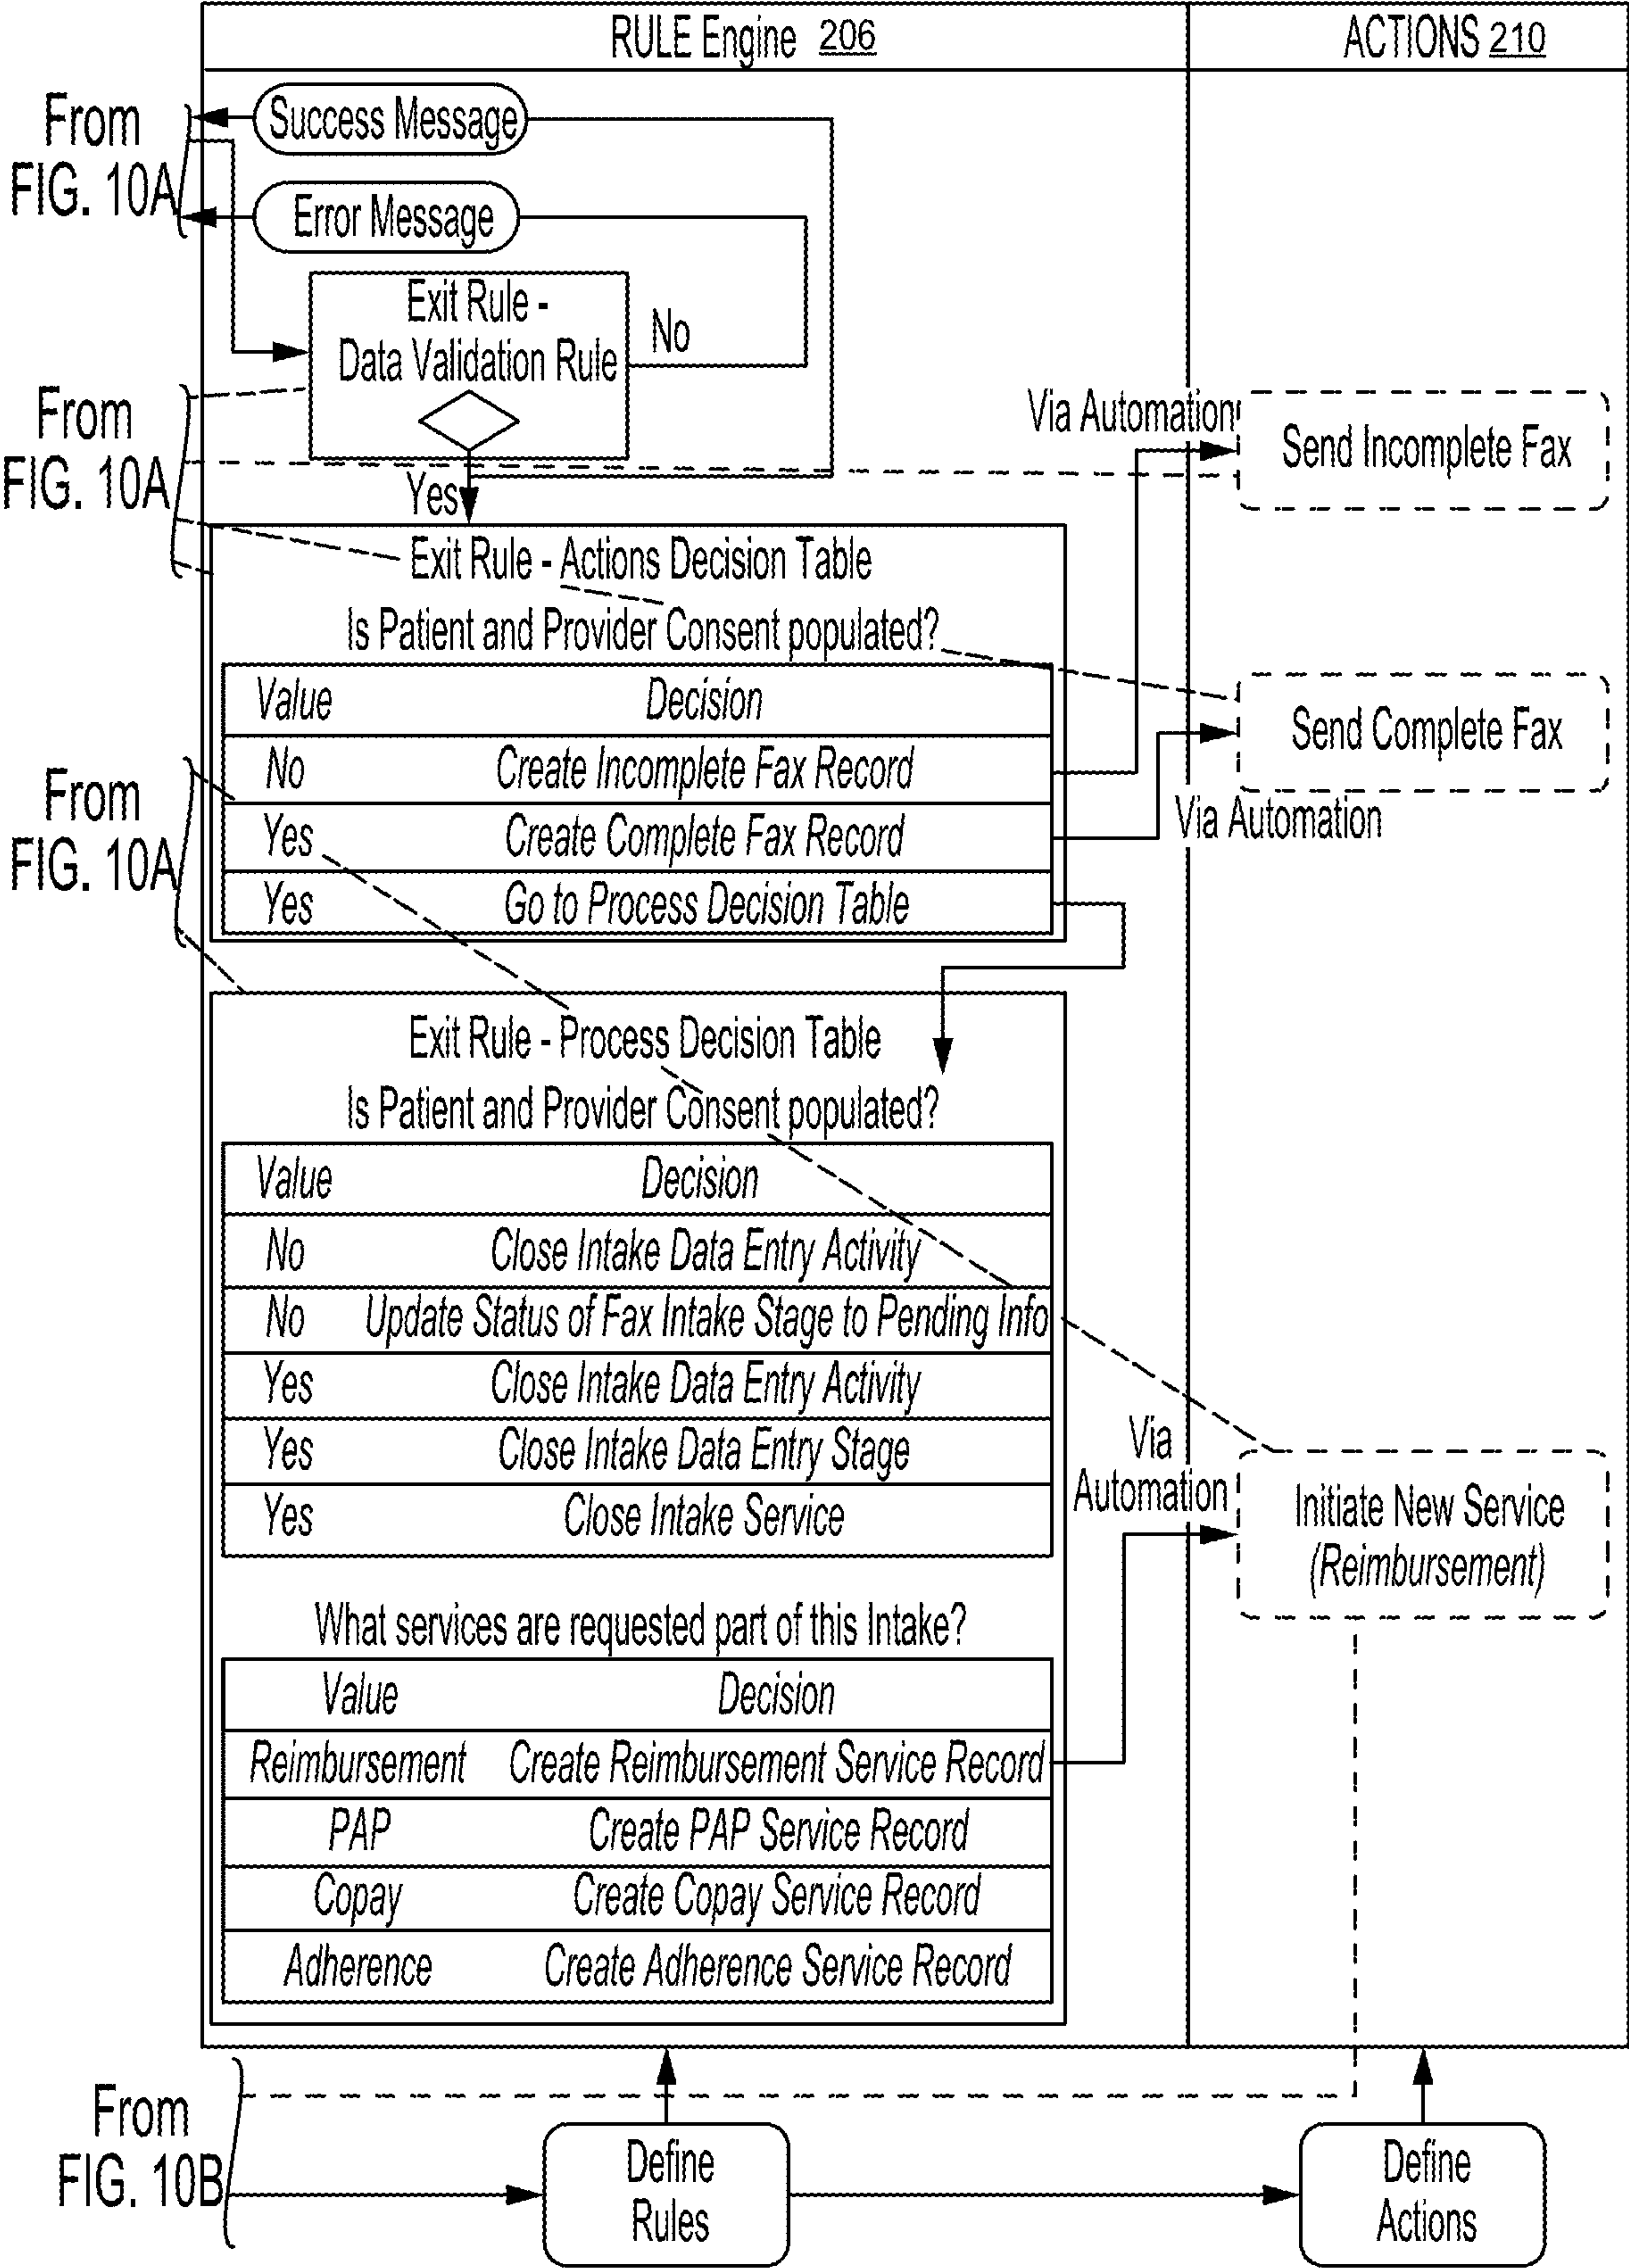 RULE Engine 206
ACTIONS 210
From
FIG. 10A
Success Message
Error Message
Exit Rule -
Data Validation Rule
No
Yes
From
FIG. 10A
Via Automation
Send Incomplete Fax
Exit Rule - Actions Decision Table
Is Patient and Provider Consent populated?
Value Decision
No Create Incomplete Fax Record
Yes Create Complete Fax Record
Yes Go to Process Decision Table
Send Complete Fax
Via Automation
From
FIG. 10A
Exit Rule - Process Decision Table
Is Patient and Provider Consent populated?
Value Decision
No Close Intake Data Entry Activity
No Update Status of Fax Intake Stage to Pending Info
Yes Close Intake Data Entry Activity
Yes Close Intake Data Entry Stage
Yes Close Intake Service
Via
Automation
Initiate New Service
(Reimbursement)
What services are requested part of this Intake?
Value Decision
Reimbursement Create Reimbursement Service Record
PAP Create PAP Service Record
Copay Create Copay Service Record
Adherence Create Adherence Service Record
From
FIG. 10B
Define
Rules
Define
Actions